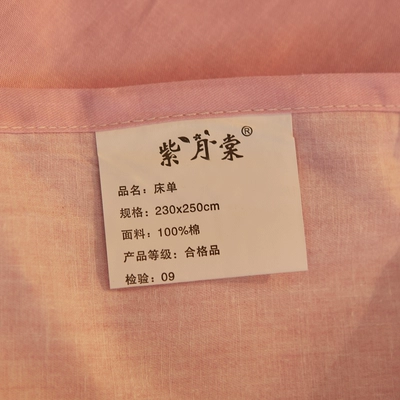 紫月棠®
品名：床单
规格：230x250cm
面料：100%棉
产品等级：合格品
检验：09